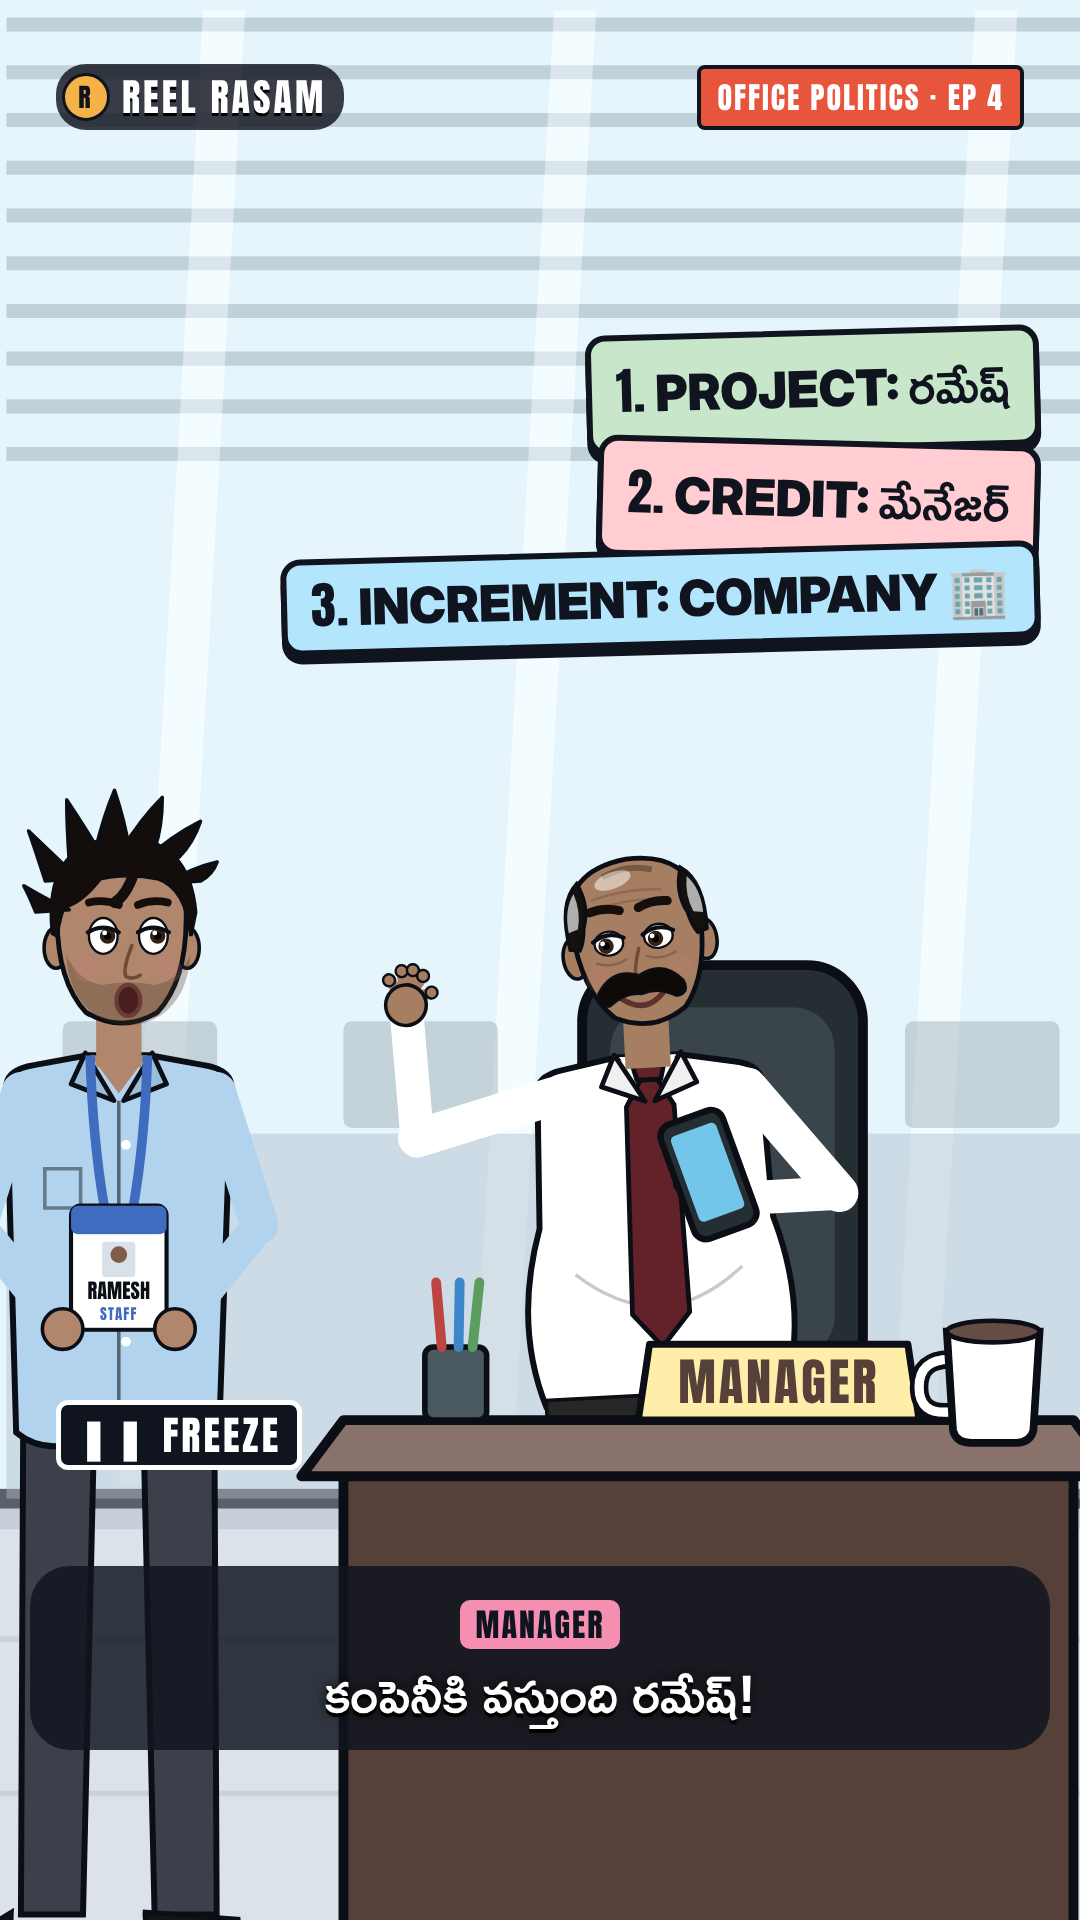 R REEL RASAM
OFFICE POLITICS · EP 4
1. PROJECT: రమేష్
2. CREDIT: మేనేజర్
3. INCREMENT: COMPANY 🏢
RAMESH
STAFF
MANAGER
❚❚ FREEZE
MANAGER
కంపెనీకి వస్తుంది రమేష్!